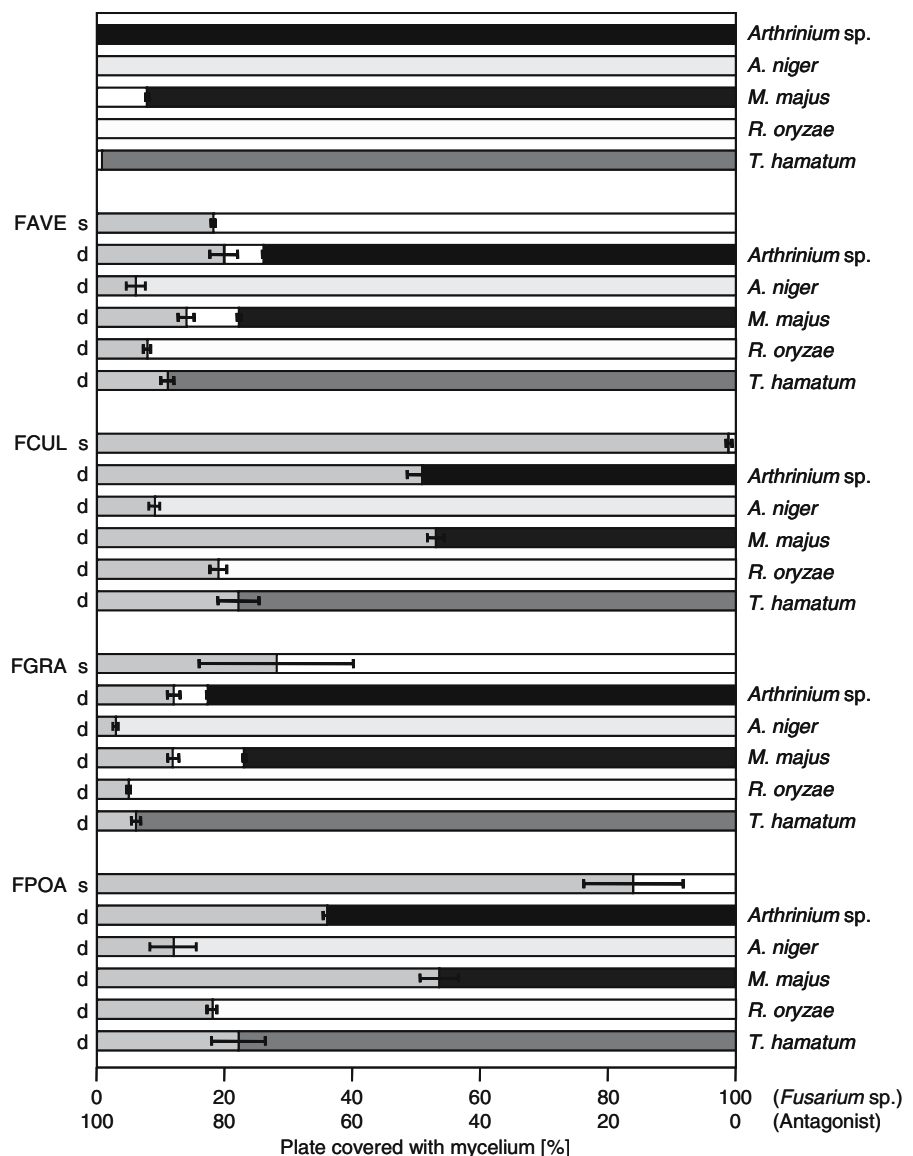 Arthrinium sp.
A. niger
M. majus
R. oryzae
T. hamatum
FAVE s
d Arthrinium sp.
d A. niger
d M. majus
d R. oryzae
d T. hamatum
FCUL s
d Arthrinium sp.
d A. niger
d M. majus
d R. oryzae
d T. hamatum
FGRA s
d Arthrinium sp.
d A. niger
d M. majus
d R. oryzae
d T. hamatum
FPOA s
d Arthrinium sp.
d A. niger
d M. majus
d R. oryzae
d T. hamatum
0 20 40 60 80 100 (Fusarium sp.)
100 80 60 40 20 0 (Antagonist)
Plate covered with mycelium [%]